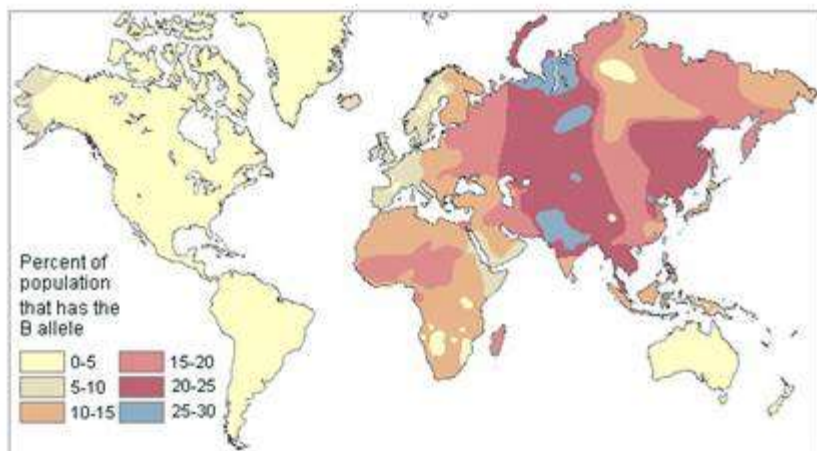 Percent of
population
that has the
B allele
0-5
15-20
5-10
20-25
10-15
25-30